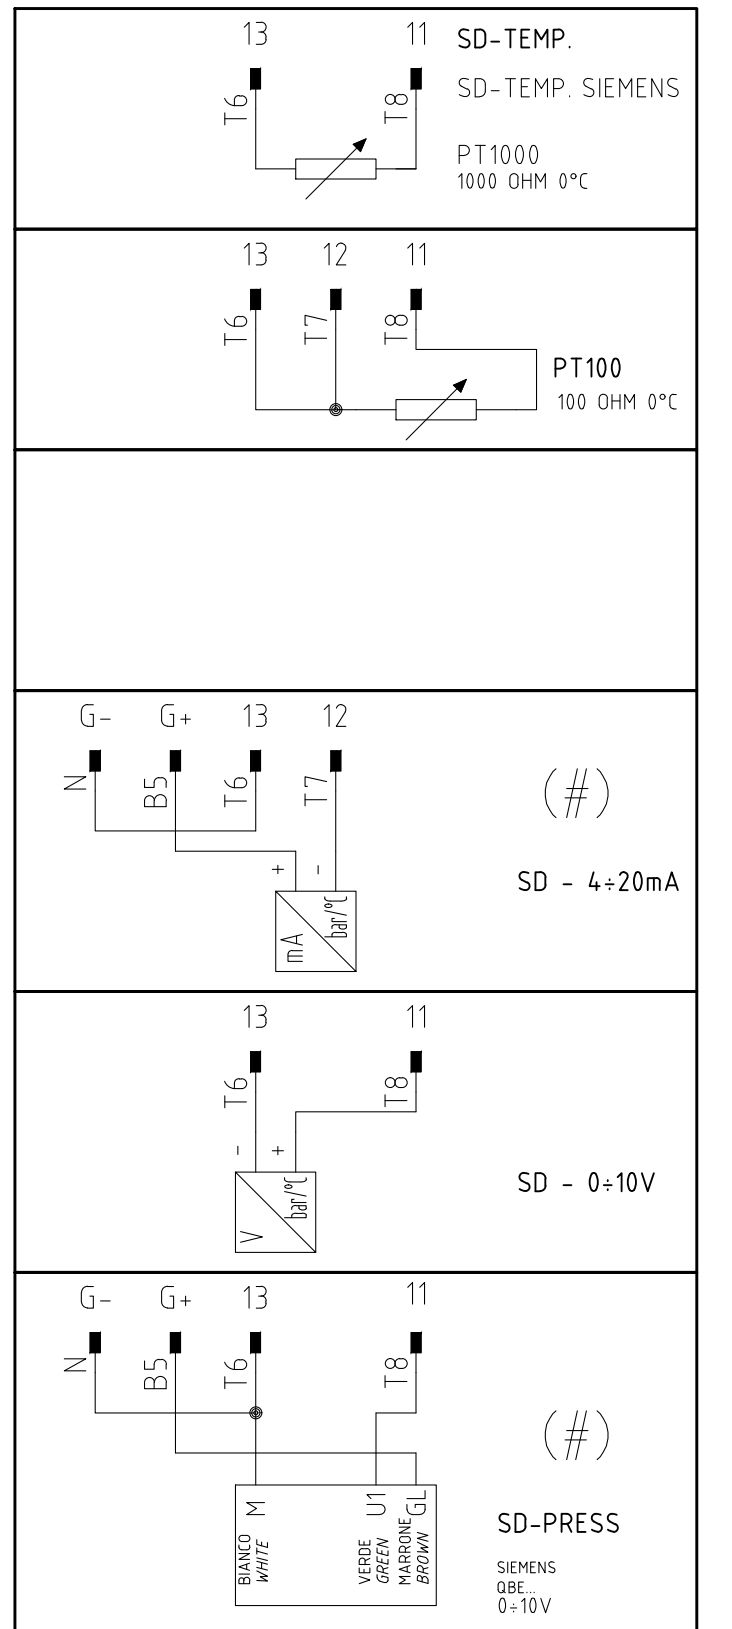 13 11 SD-TEMP.
T6 T8 SD-TEMP. SIEMENS
PT1000
1000 OHM 0°C
13 12 11
T6 T7 T8
PT100
100 OHM 0°C
G- G+ 13 12
N B5 T6 T7
(#)
+ -
SD - 4÷20mA
mA bar/°C
13 11
T6 T8
- +
SD - 0÷10V
V bar/°C
G- G+ 13 11
N B5 T6 T8
(#)
M U1 GL
BIANCO
WHITE
VERDE
GREEN
MARRONE
BROWN
SD-PRESS
SIEMENS
QBE...
0÷10V